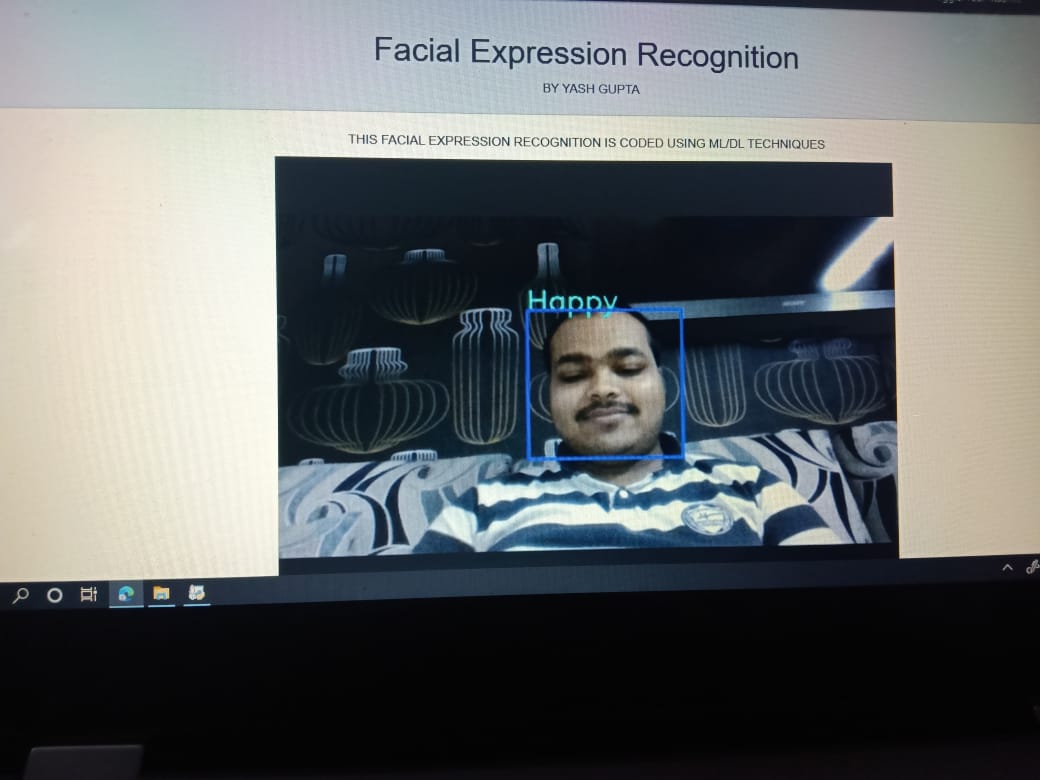 Facial Expression Recognition
BY YASH GUPTA
THIS FACIAL EXPRESSION RECOGNITION IS CODED USING ML/DL TECHNIQUES
Happy